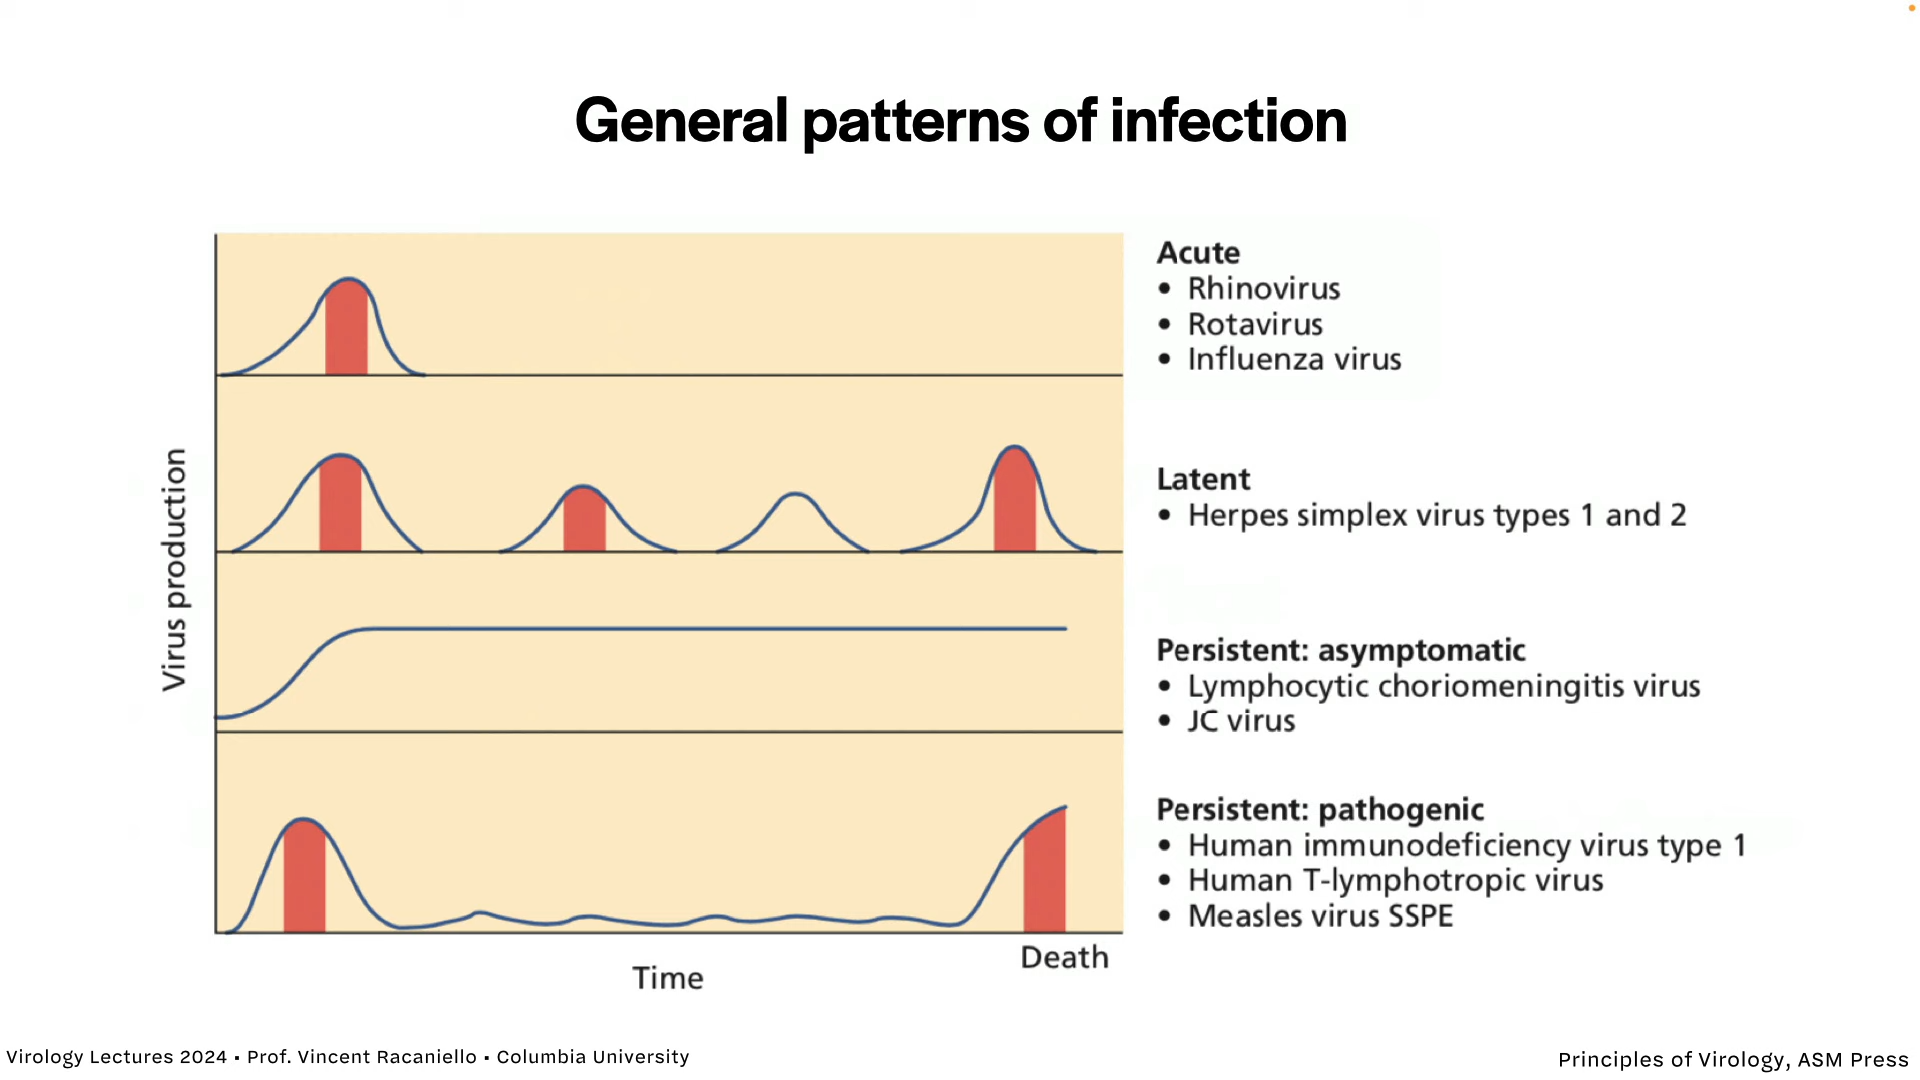 General patterns of infection
Virus production
Acute
• Rhinovirus
• Rotavirus
• Influenza virus
Latent
• Herpes simplex virus types 1 and 2
Persistent: asymptomatic
• Lymphocytic choriomeningitis virus
• JC virus
Persistent: pathogenic
• Human immunodeficiency virus type 1
• Human T-lymphotropic virus
• Measles virus SSPE
Death
Time
Virology Lectures 2024 • Prof. Vincent Racaniello • Columbia University
Principles of Virology, ASM Press